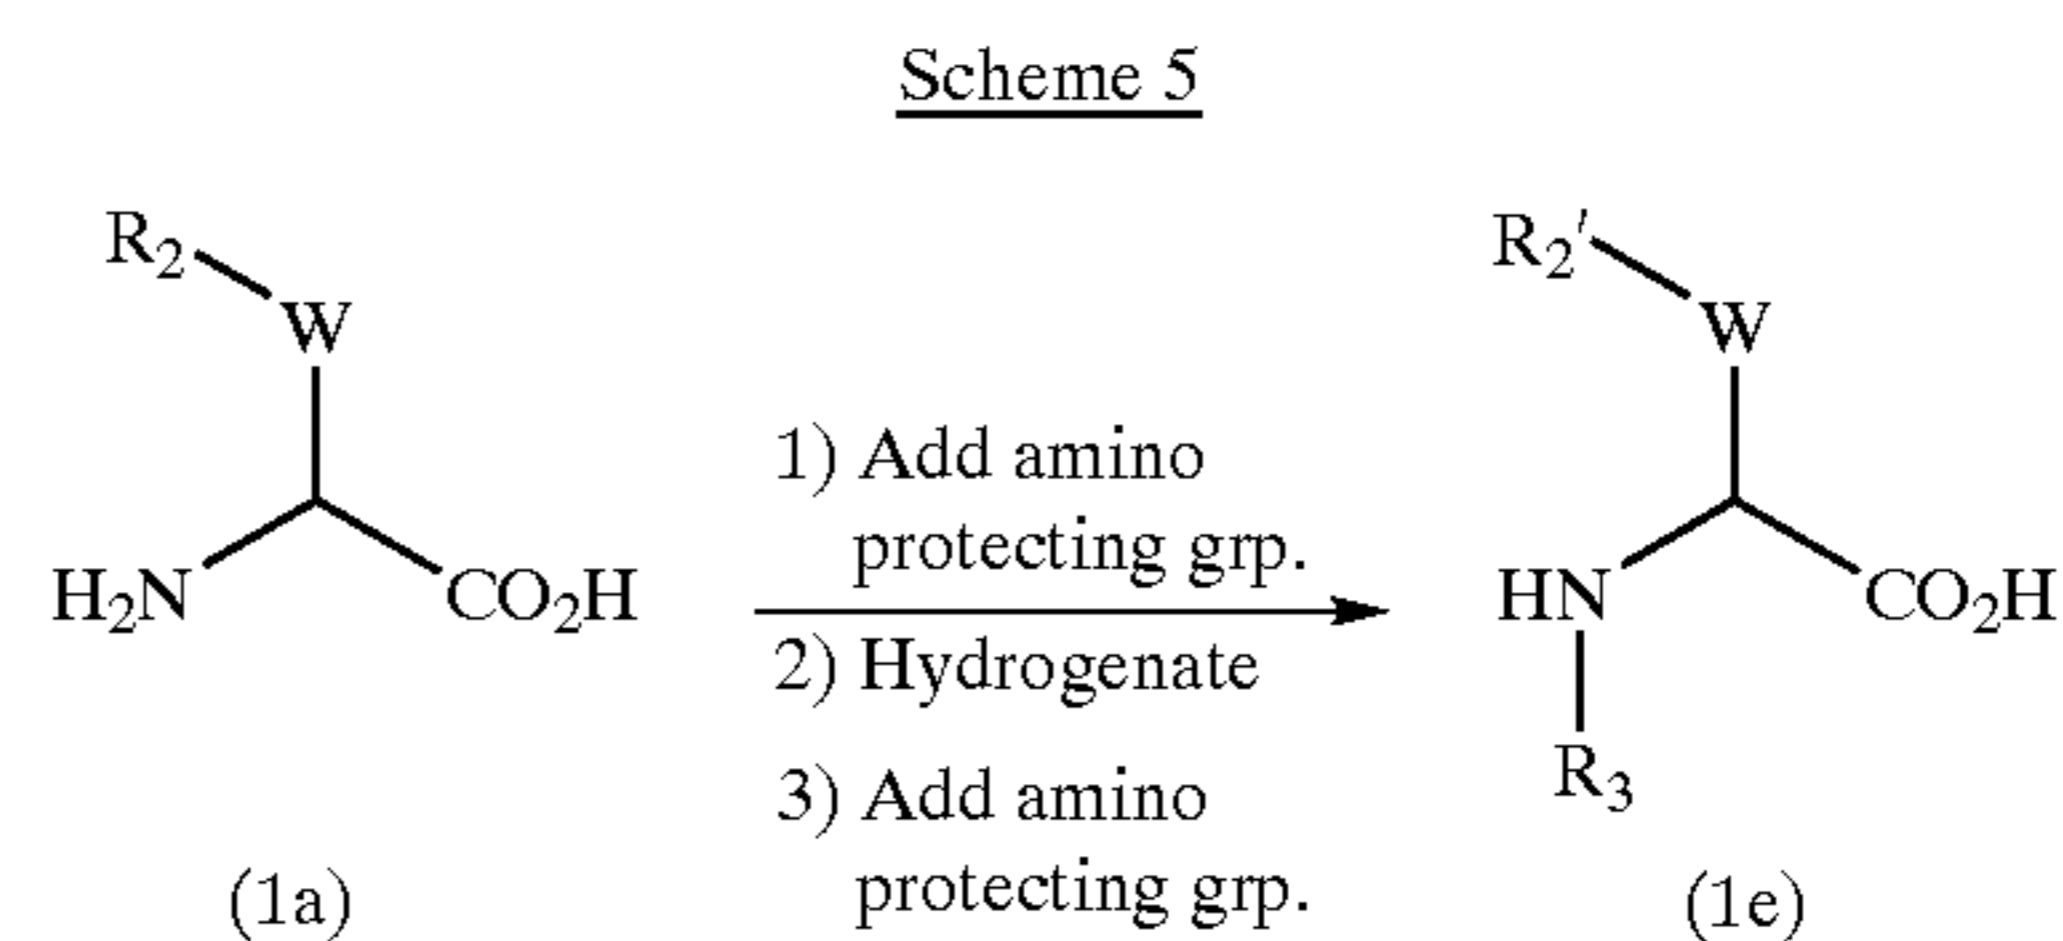 Scheme 5
R₂
W
H₂N
CO₂H
(1a)
1) Add amino
protecting grp.
2) Hydrogenate
3) Add amino
protecting grp.
R₂'
W
HN
CO₂H
R₃
(1e)